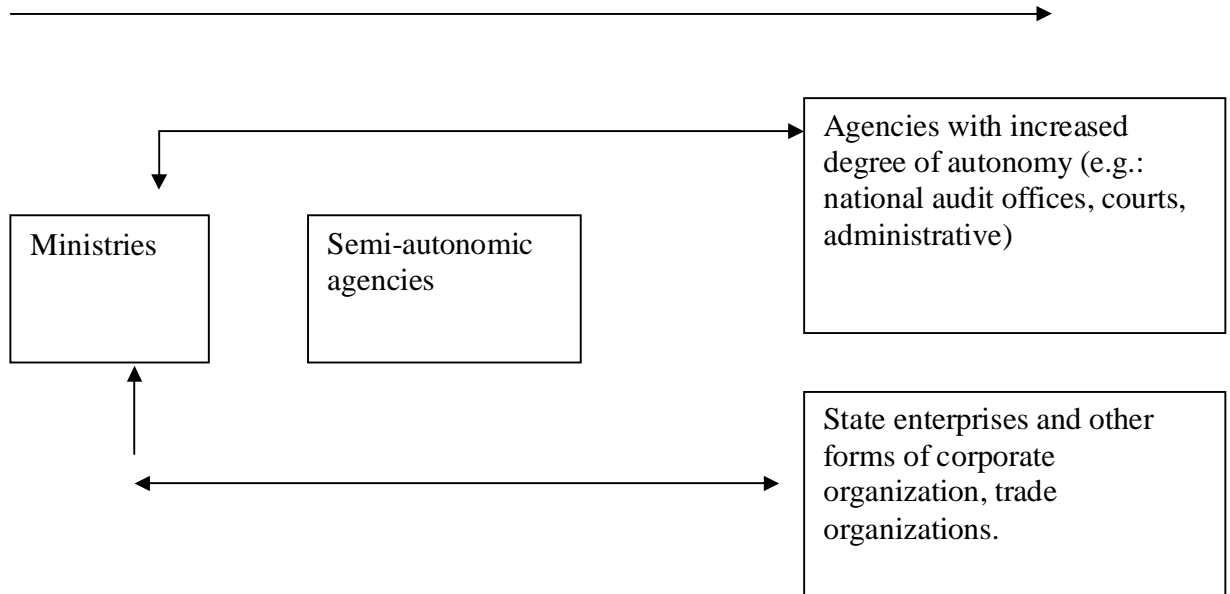 Agencies with increased
degree of autonomy (e.g.:
national audit offices, courts,
administrative)
Ministries
Semi-autonomic
agencies
State enterprises and other
forms of corporate
organization, trade
organizations.